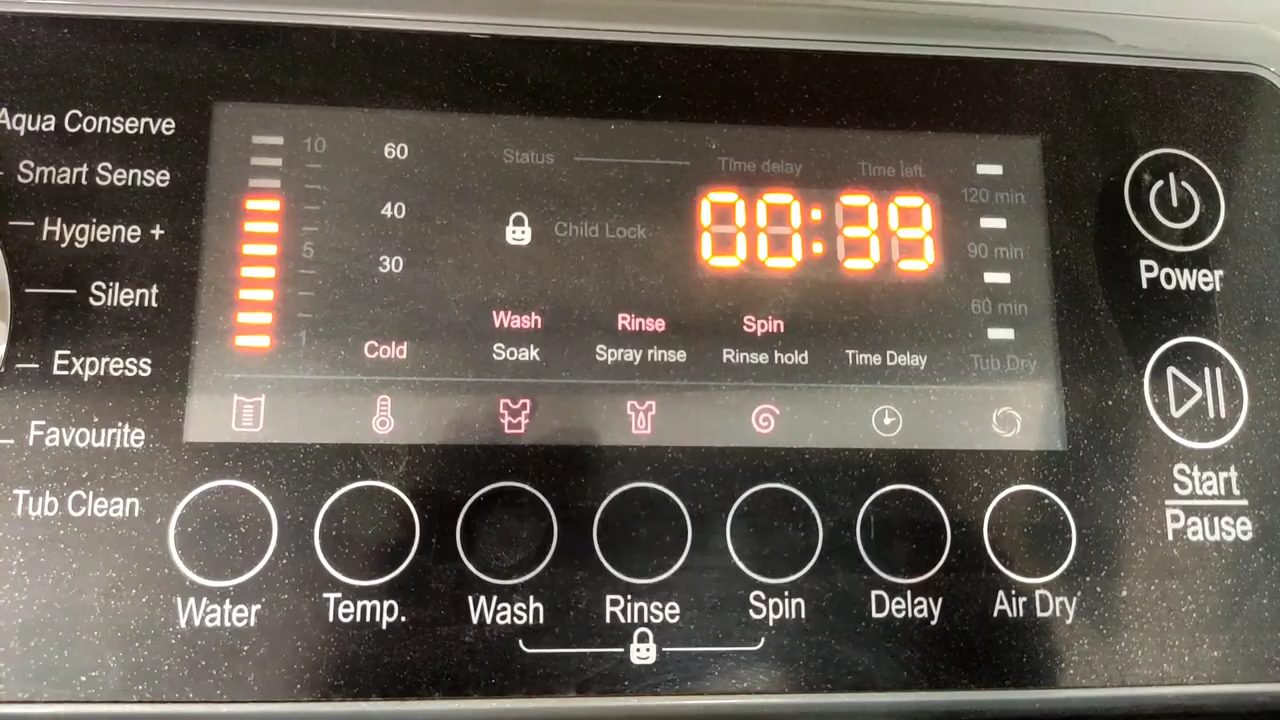 Aqua Conserve
Smart Sense
Hygiene +
Silent
Express
Favourite
Tub Clean
10
5
1
60
40
30
Cold
Status
Child Lock
Time delay Time left
00:39
120 min
90 min
60 min
Tub Dry
Wash Rinse Spin
Soak Spray rinse Rinse hold Time Delay
Water Temp. Wash Rinse Spin Delay Air Dry
Power
Start
Pause